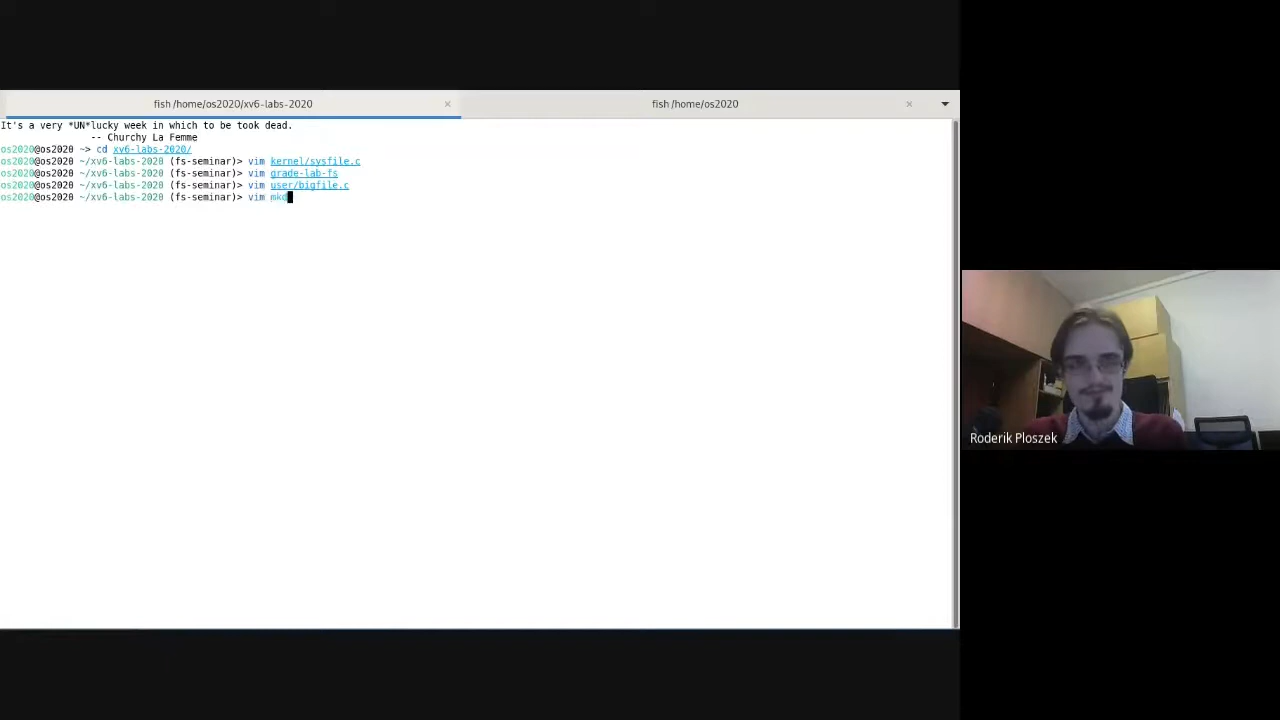 fish /home/os2020/xv6-labs-2020 ×
fish /home/os2020 ×
It's a very *UN*lucky week in which to be took dead.
-- Churchy La Femme
os2020@os2020 ~> cd xv6-labs-2020/
os2020@os2020 ~/xv6-labs-2020 (fs-seminar)> vim kernel/sysfile.c
os2020@os2020 ~/xv6-labs-2020 (fs-seminar)> vim grade-lab-fs
os2020@os2020 ~/xv6-labs-2020 (fs-seminar)> vim user/bigfile.c
os2020@os2020 ~/xv6-labs-2020 (fs-seminar)> vim mkd
Roderik Ploszek